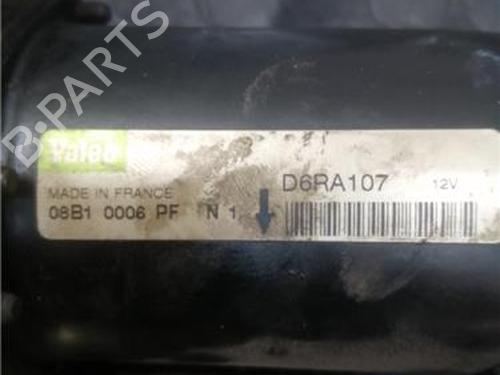 B-PARTS
Valeo
MADE IN FRANCE
D6RA107 12V
08B1 0006 PF N 1